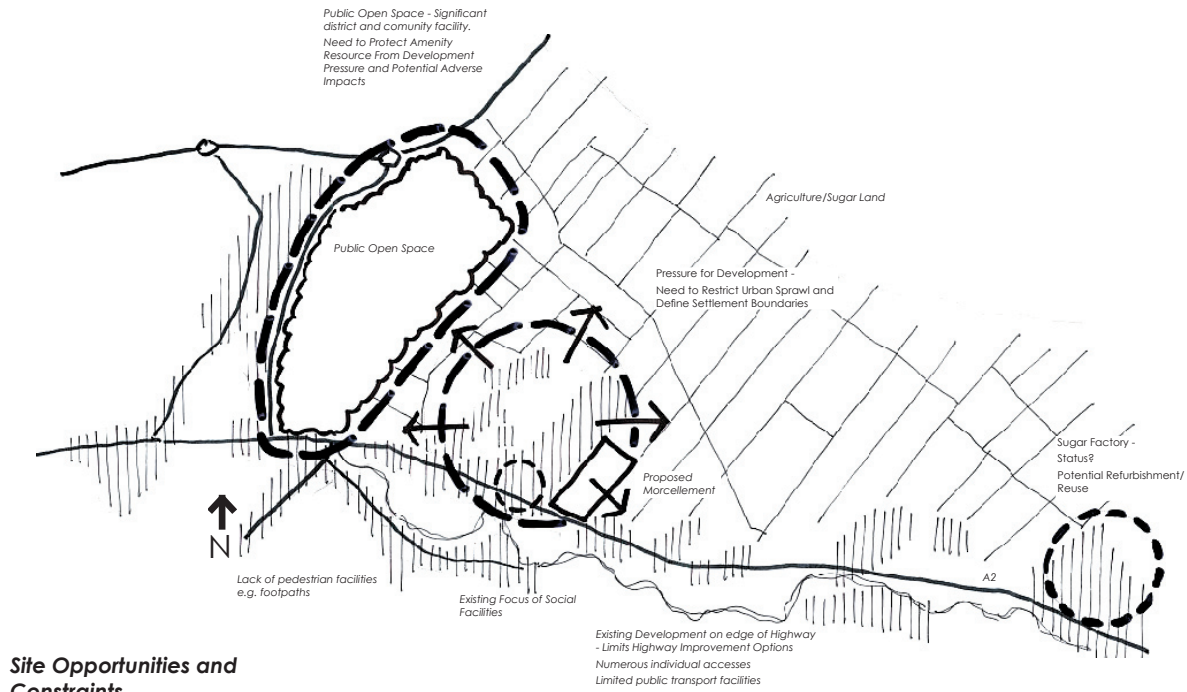 Public Open Space - Significant
district and comunity facility.
Need to Protect Amenity
Resource From Development
Pressure and Potential Adverse
Impacts
Agriculture/Sugar Land
Public Open Space
Pressure for Development -
Need to Restrict Urban Sprawl and
Define Settlement Boundaries
Sugar Factory -
Status?
Potential Refurbishment/
Reuse
Proposed
Morcellement
N
A2
Lack of pedestrian facilities
e.g. footpaths
Existing Focus of Social
Facilities
Existing Development on edge of Highway
- Limits Highway Improvement Options
Numerous individual accesses
Limited public transport facilities
Site Opportunities and
Constraints